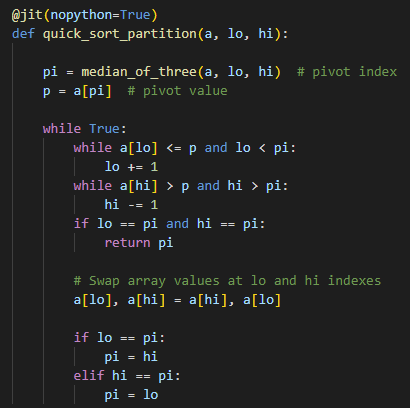 @jit(nopython=True)
def quick_sort_partition(a, lo, hi):
pi = median_of_three(a, lo, hi)  # pivot index
p = a[pi]  # pivot value
while True:
while a[lo] <= p and lo < pi:
lo += 1
while a[hi] > p and hi > pi:
hi -= 1
if lo == pi and hi == pi:
return pi
# Swap array values at lo and hi indexes
a[lo], a[hi] = a[hi], a[lo]
if lo == pi:
pi = hi
elif hi == pi:
pi = lo